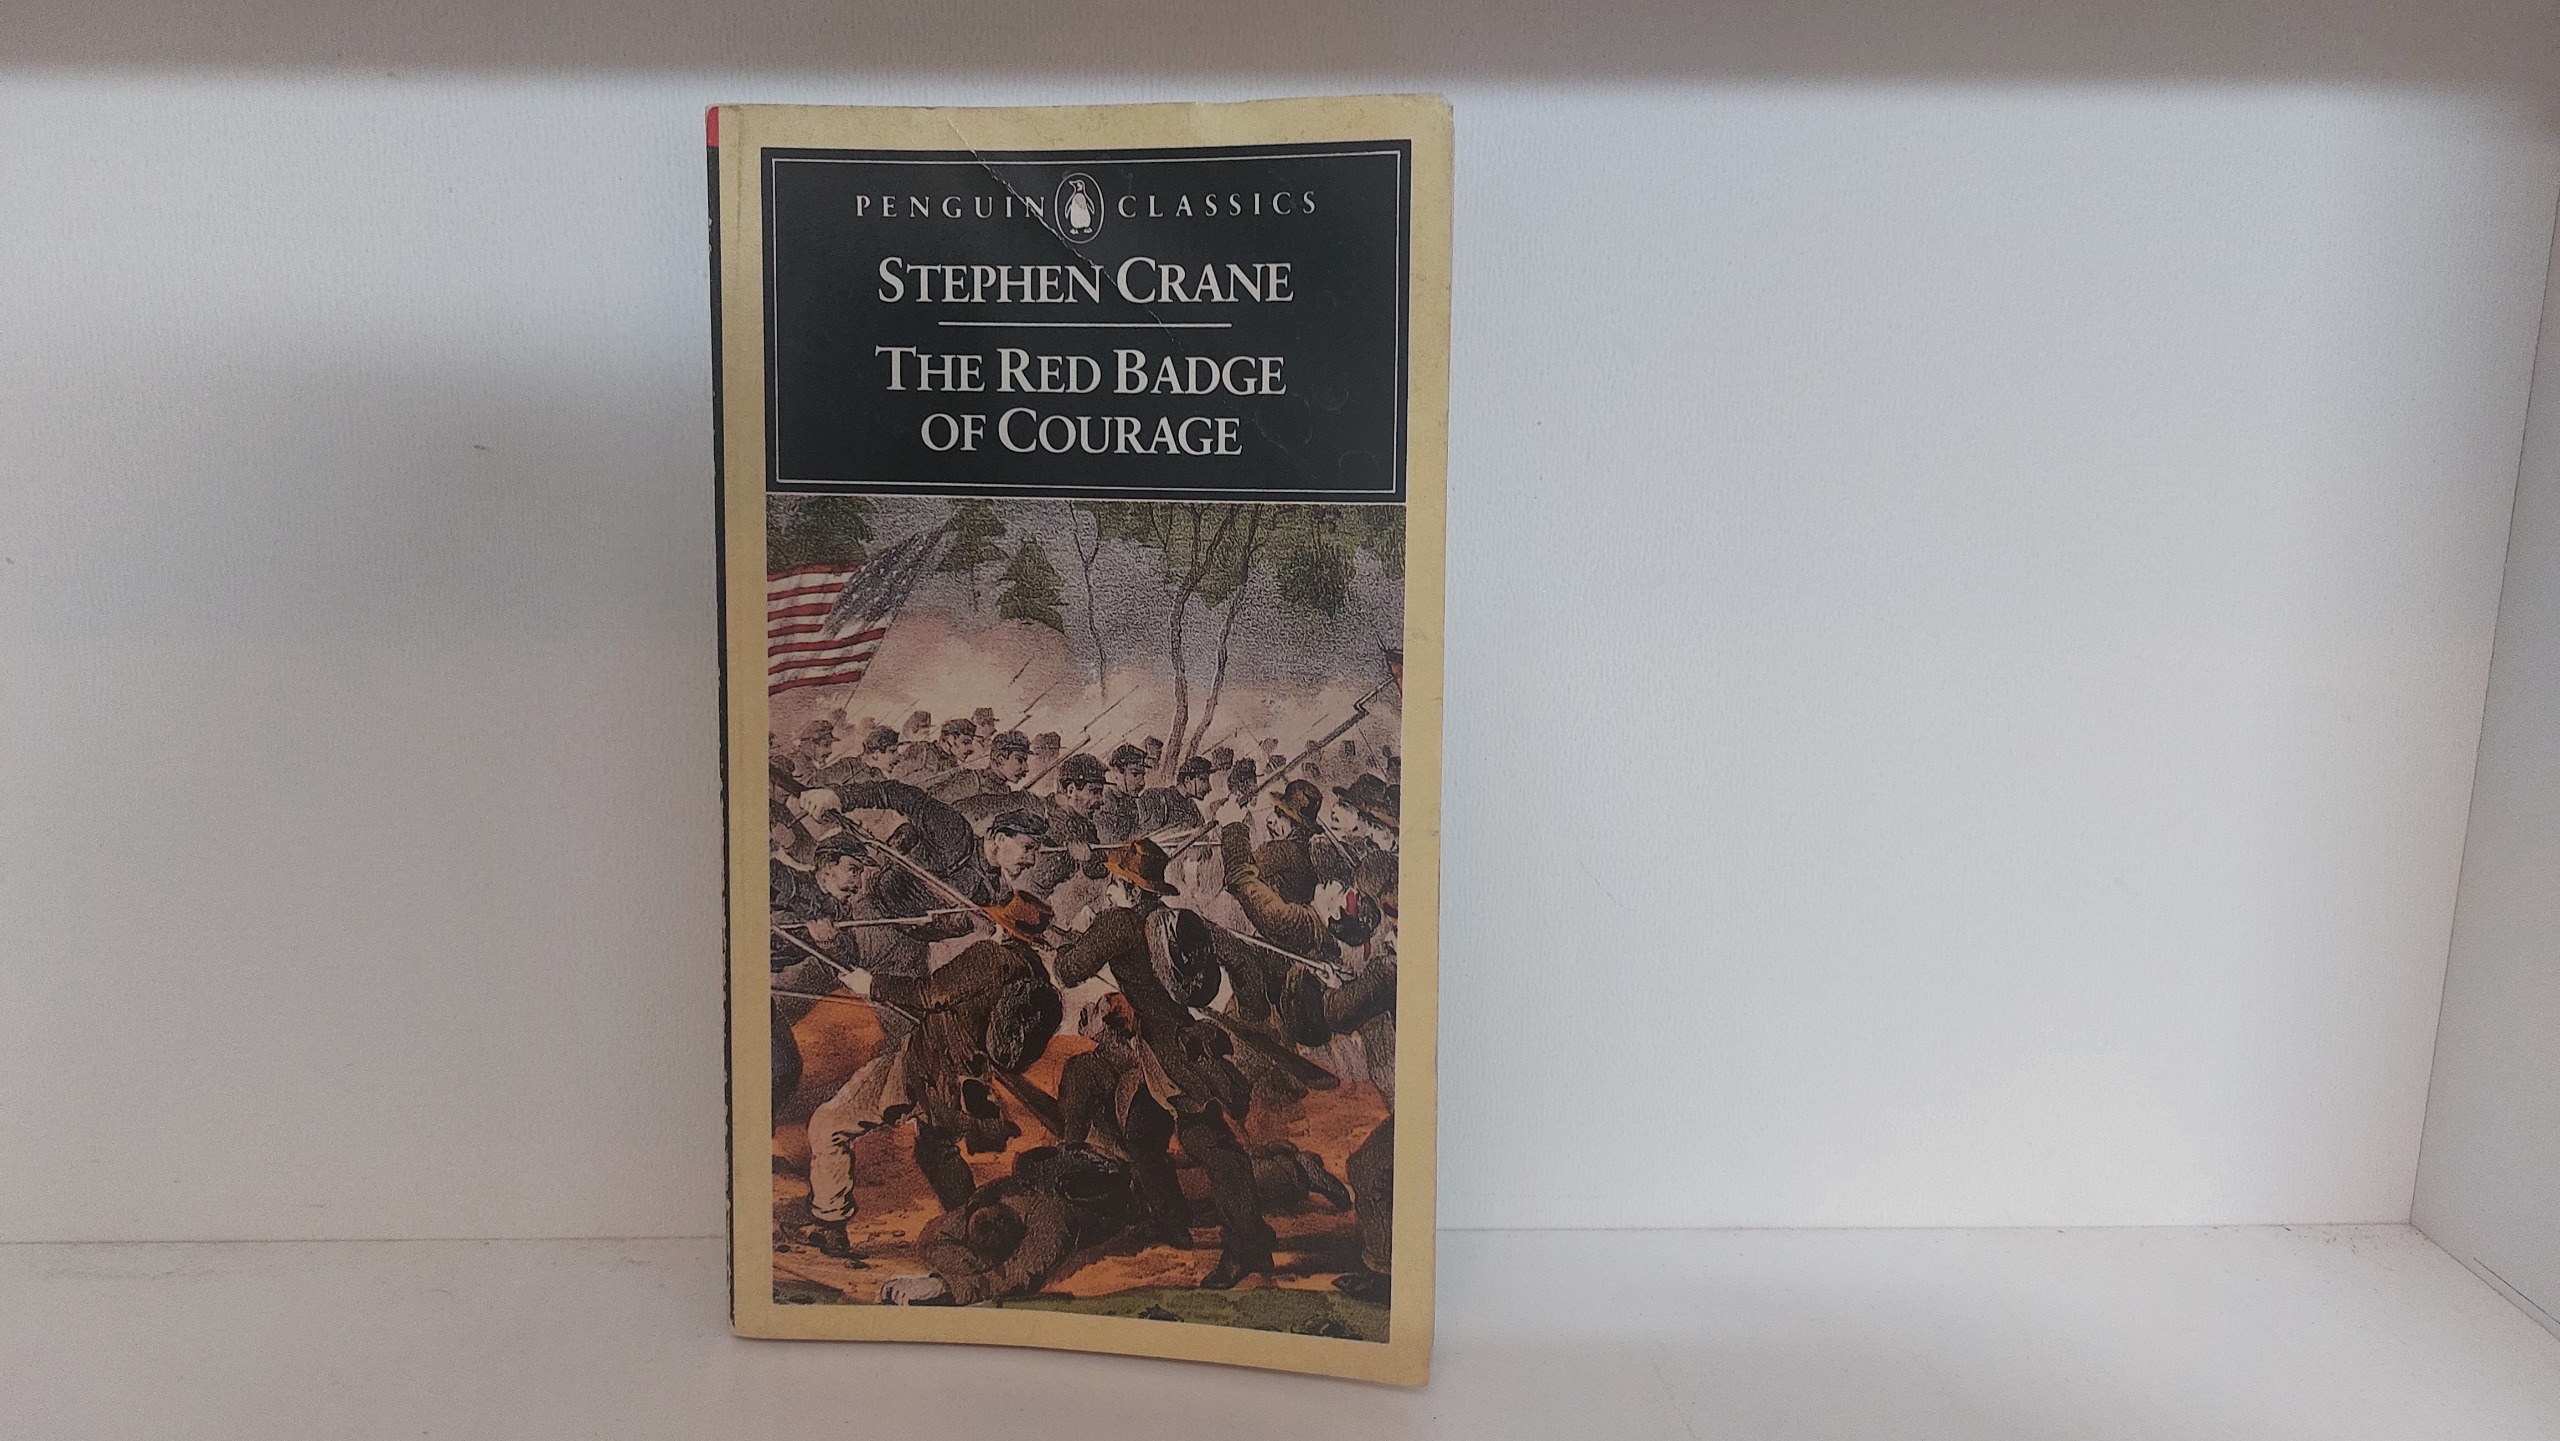 PENGUIN CLASSICS
STEPHEN CRANE
THE RED BADGE
OF COURAGE